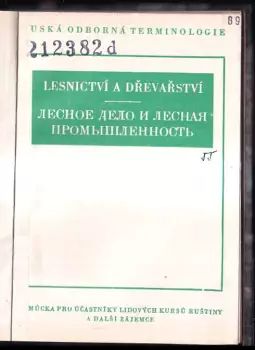 USKÁ ODBORNÁ TERMINOLOGIE
89
212382d
LESNICTVÍ A DŘEVAŘSTVÍ
ЛЕСНОЕ ДЕЛО И ЛЕСНАЯ
ПРОМЫШЛЕННОСТЬ
MŮCKA PRO ÚČASTNÍKY LIDOVÝCH KURSŮ RUŠTINY
A DALŠÍ ZÁJEMCE